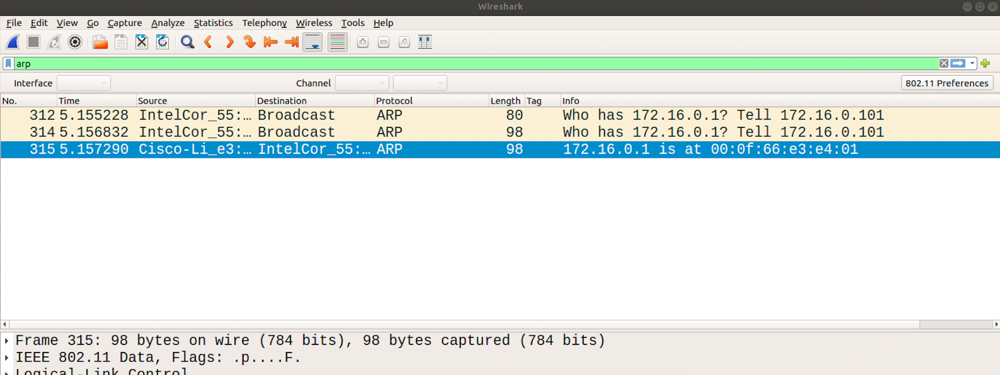 Wireshark
File Edit View Go Capture Analyze Statistics Telephony Wireless Tools Help
arp
Interface Channel 802.11 Preferences
No. Time Source Destination Protocol Length Tag Info
312 5.155228 IntelCor_55:… Broadcast ARP 80 Who has 172.16.0.1? Tell 172.16.0.101
314 5.156832 IntelCor_55:… Broadcast ARP 98 Who has 172.16.0.1? Tell 172.16.0.101
315 5.157290 Cisco-Li_e3:… IntelCor_55:… ARP 98 172.16.0.1 is at 00:0f:66:e3:e4:01
Frame 315: 98 bytes on wire (784 bits), 98 bytes captured (784 bits)
IEEE 802.11 Data, Flags: .p....F.
Logical-Link Control